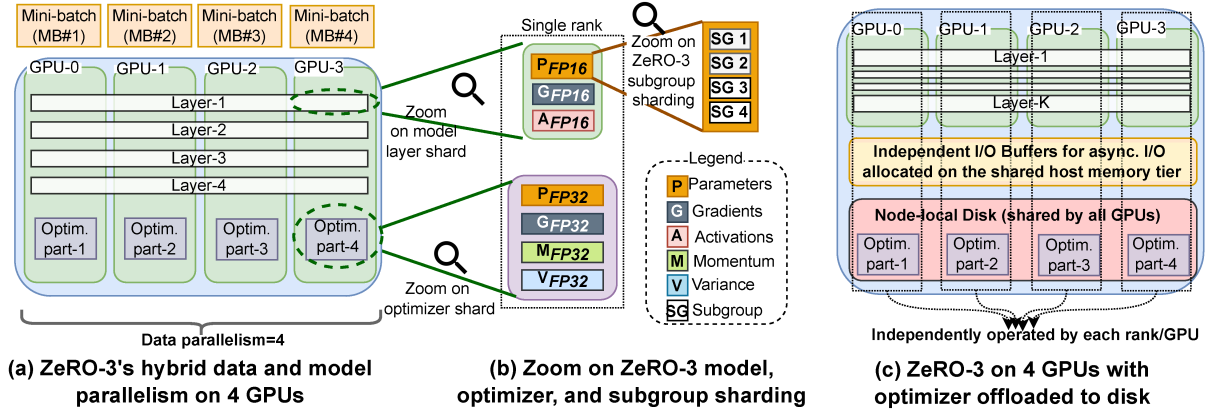 Mini-batch
(MB#1)
Mini-batch
(MB#2)
Mini-batch
(MB#3)
Mini-batch
(MB#4)
GPU-0
GPU-1
GPU-2
GPU-3
Layer-1
Layer-2
Layer-3
Layer-4
Optim.
part-1
Optim.
part-2
Optim.
part-3
Optim.
part-4
Data parallelism=4
(a) ZeRO-3's hybrid data and model
parallelism on 4 GPUs
Zoom
on model
layer shard
Zoom on
optimizer shard
Single rank
P FP16
G FP16
A FP16
P FP32
G FP32
M FP32
V FP32
Zoom on
ZeRO-3
subgroup
sharding
SG 1
SG 2
SG 3
SG 4
Legend
P Parameters
G Gradients
A Activations
M Momentum
V Variance
SG Subgroup
(b) Zoom on ZeRO-3 model,
optimizer, and subgroup sharding
GPU-0
GPU-1
GPU-2
GPU-3
Layer-1
Layer-K
Independent I/O Buffers for async. I/O
allocated on the shared host memory tier
Node-local Disk (shared by all GPUs)
Optim.
part-1
Optim.
part-2
Optim.
part-3
Optim.
part-4
Independently operated by each rank/GPU
(c) ZeRO-3 on 4 GPUs with
optimizer offloaded to disk